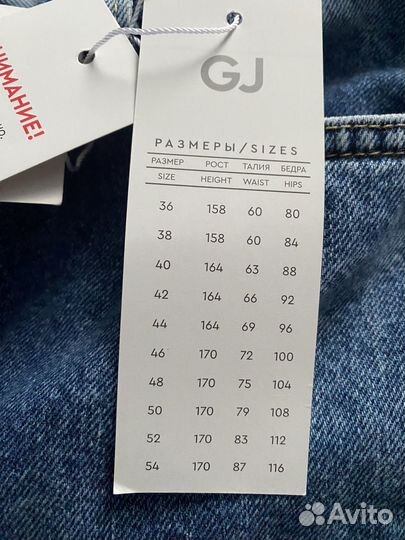 ВНИМАНИЕ!
GJ
РАЗМЕРЫ/SIZES
РАЗМЕР РОСТ ТАЛИЯ БЕДРА
SIZE HEIGHT WAIST HIPS
36 158 60 80
38 158 60 84
40 164 63 88
42 164 66 92
44 164 69 96
46 170 72 100
48 170 75 104
50 170 79 108
52 170 83 112
54 170 87 116
Avito